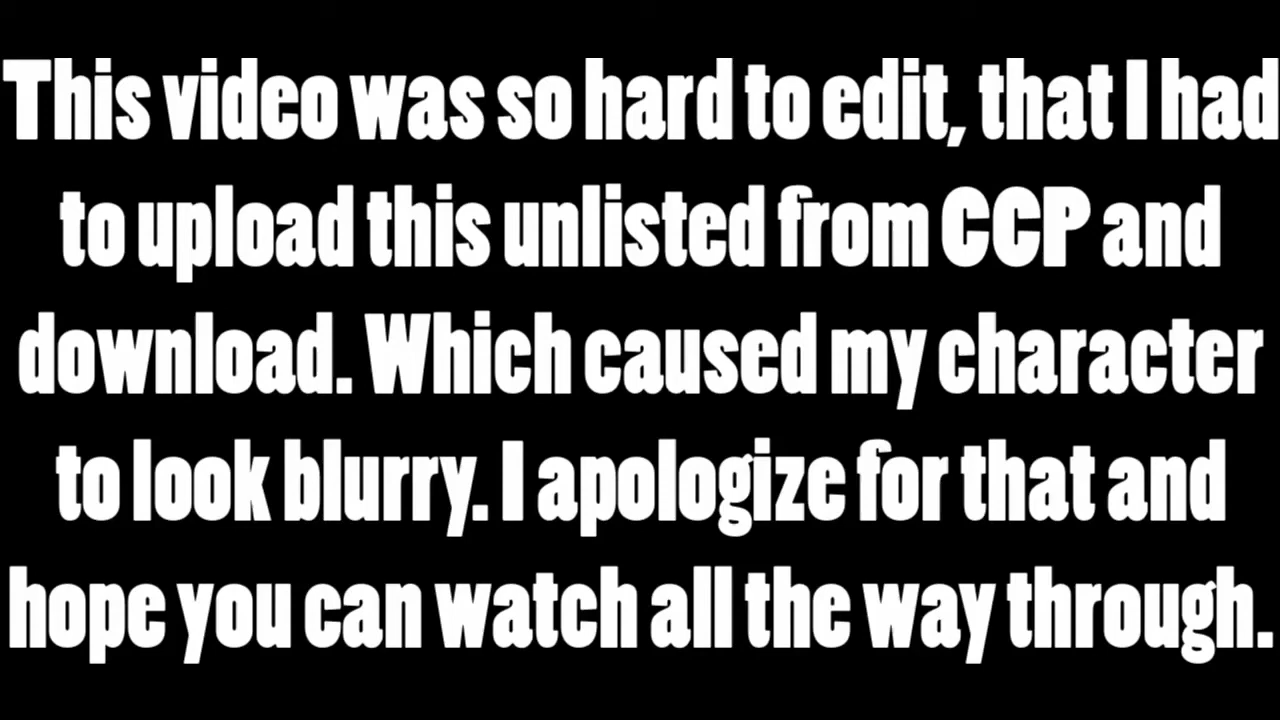 This video was so hard to edit, that I had
to upload this unlisted from CCP and
download. Which caused my character
to look blurry. I apologize for that and
hope you can watch all the way through.